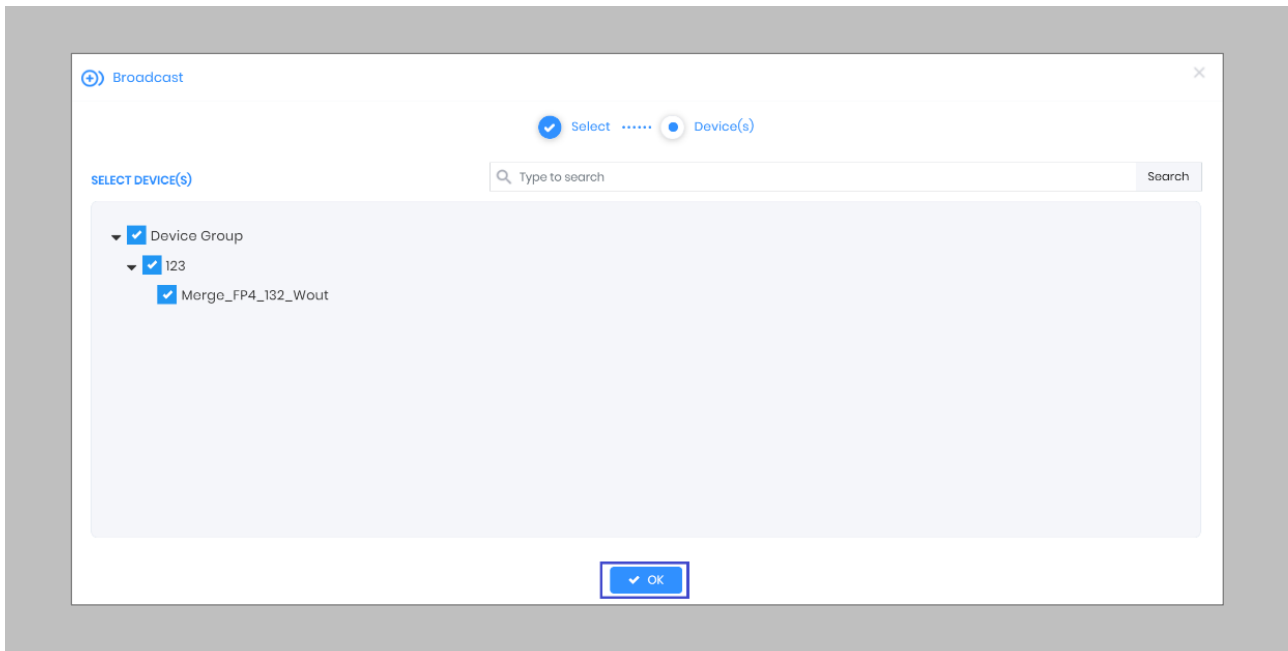 Broadcast
Select
Device(s)
SELECT DEVICE(S)
Type to search
Search
Device Group
123
Merge_FP4_132_Wout
OK